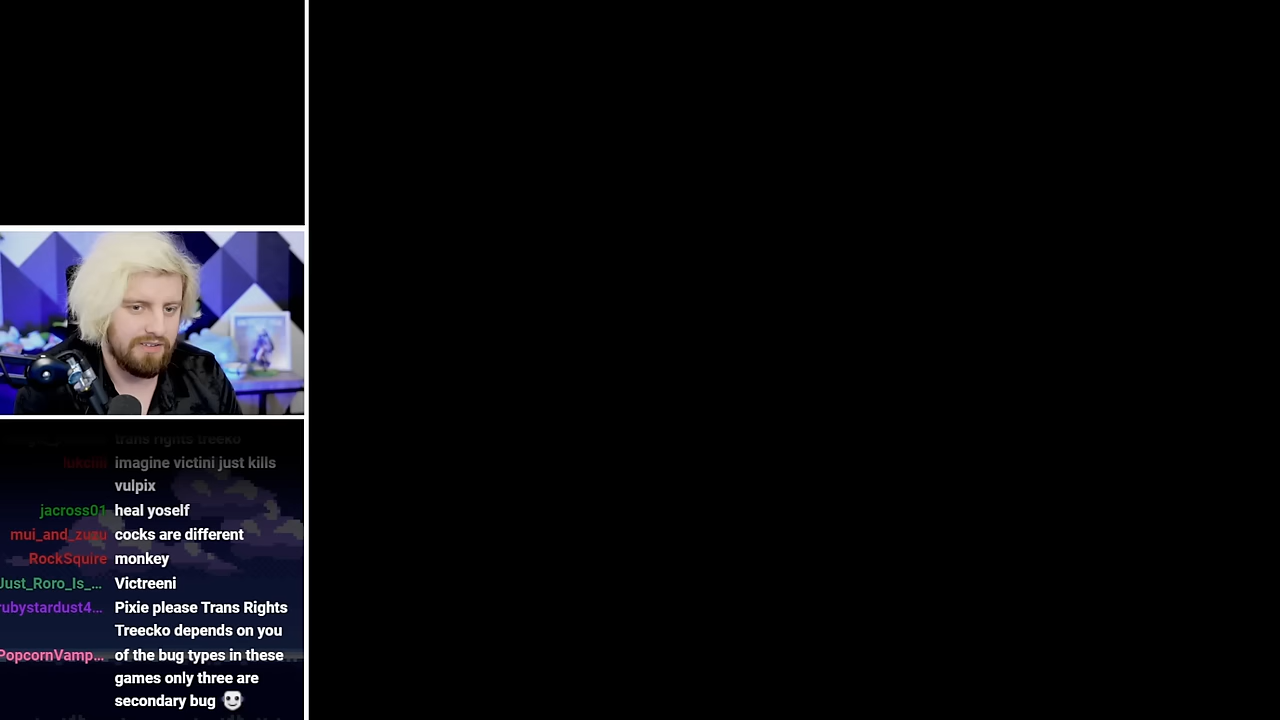 trans rights treeko
lukciii imagine victini just kills
vulpix
jacross01 heal yoself
mui_and_zuzu cocks are different
RockSquire monkey
Just_Roro_Is_... Victreeni
rubystardust4... Pixie please Trans Rights
Treecko depends on you
PopcornVamp... of the bug types in these
games only three are
secondary bug